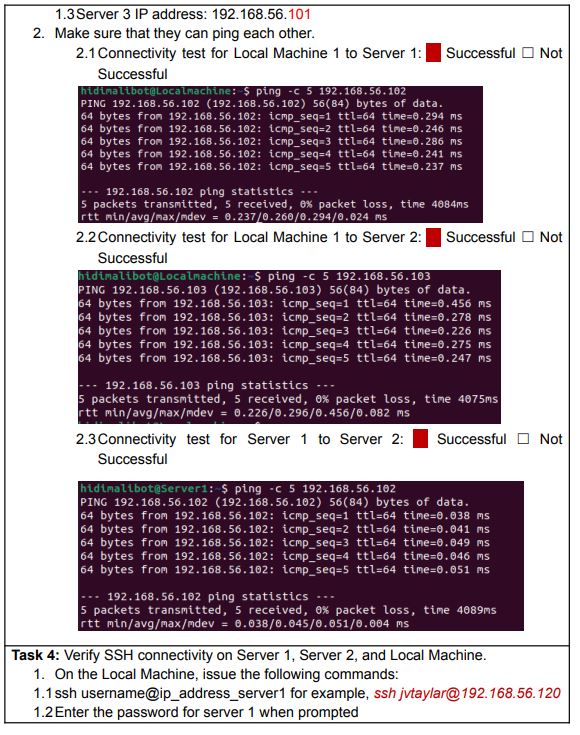 1.3 Server 3 IP address: 192.168.56.101
2. Make sure that they can ping each other.
2.1 Connectivity test for Local Machine 1 to Server 1: Successful ☐ Not
Successful
hidimalibot@Localmachine:~$ ping -c 5 192.168.56.102
PING 192.168.56.102 (192.168.56.102) 56(84) bytes of data.
64 bytes from 192.168.56.102: icmp_seq=1 ttl=64 time=0.294 ms
64 bytes from 192.168.56.102: icmp_seq=2 ttl=64 time=0.246 ms
64 bytes from 192.168.56.102: icmp_seq=3 ttl=64 time=0.286 ms
64 bytes from 192.168.56.102: icmp_seq=4 ttl=64 time=0.241 ms
64 bytes from 192.168.56.102: icmp_seq=5 ttl=64 time=0.237 ms
--- 192.168.56.102 ping statistics ---
5 packets transmitted, 5 received, 0% packet loss, time 4084ms
rtt min/avg/max/mdev = 0.237/0.260/0.294/0.024 ms
2.2 Connectivity test for Local Machine 1 to Server 2: Successful ☐ Not
Successful
hidimalibot@Localmachine:~$ ping -c 5 192.168.56.103
PING 192.168.56.103 (192.168.56.103) 56(84) bytes of data.
64 bytes from 192.168.56.103: icmp_seq=1 ttl=64 time=0.456 ms
64 bytes from 192.168.56.103: icmp_seq=2 ttl=64 time=0.278 ms
64 bytes from 192.168.56.103: icmp_seq=3 ttl=64 time=0.226 ms
64 bytes from 192.168.56.103: icmp_seq=4 ttl=64 time=0.275 ms
64 bytes from 192.168.56.103: icmp_seq=5 ttl=64 time=0.247 ms
--- 192.168.56.103 ping statistics ---
5 packets transmitted, 5 received, 0% packet loss, time 4075ms
rtt min/avg/max/mdev = 0.226/0.296/0.456/0.082 ms
2.3 Connectivity test for Server 1 to Server 2: Successful ☐ Not
Successful
hidimalibot@Server1:~$ ping -c 5 192.168.56.102
PING 192.168.56.102 (192.168.56.102) 56(84) bytes of data.
64 bytes from 192.168.56.102: icmp_seq=1 ttl=64 time=0.038 ms
64 bytes from 192.168.56.102: icmp_seq=2 ttl=64 time=0.041 ms
64 bytes from 192.168.56.102: icmp_seq=3 ttl=64 time=0.049 ms
64 bytes from 192.168.56.102: icmp_seq=4 ttl=64 time=0.046 ms
64 bytes from 192.168.56.102: icmp_seq=5 ttl=64 time=0.051 ms
--- 192.168.56.102 ping statistics ---
5 packets transmitted, 5 received, 0% packet loss, time 4089ms
rtt min/avg/max/mdev = 0.038/0.045/0.051/0.004 ms
Task 4: Verify SSH connectivity on Server 1, Server 2, and Local Machine.
1. On the Local Machine, issue the following commands:
1.1 ssh username@ip_address_server1 for example, ssh jvtaylar@192.168.56.120
1.2 Enter the password for server 1 when prompted